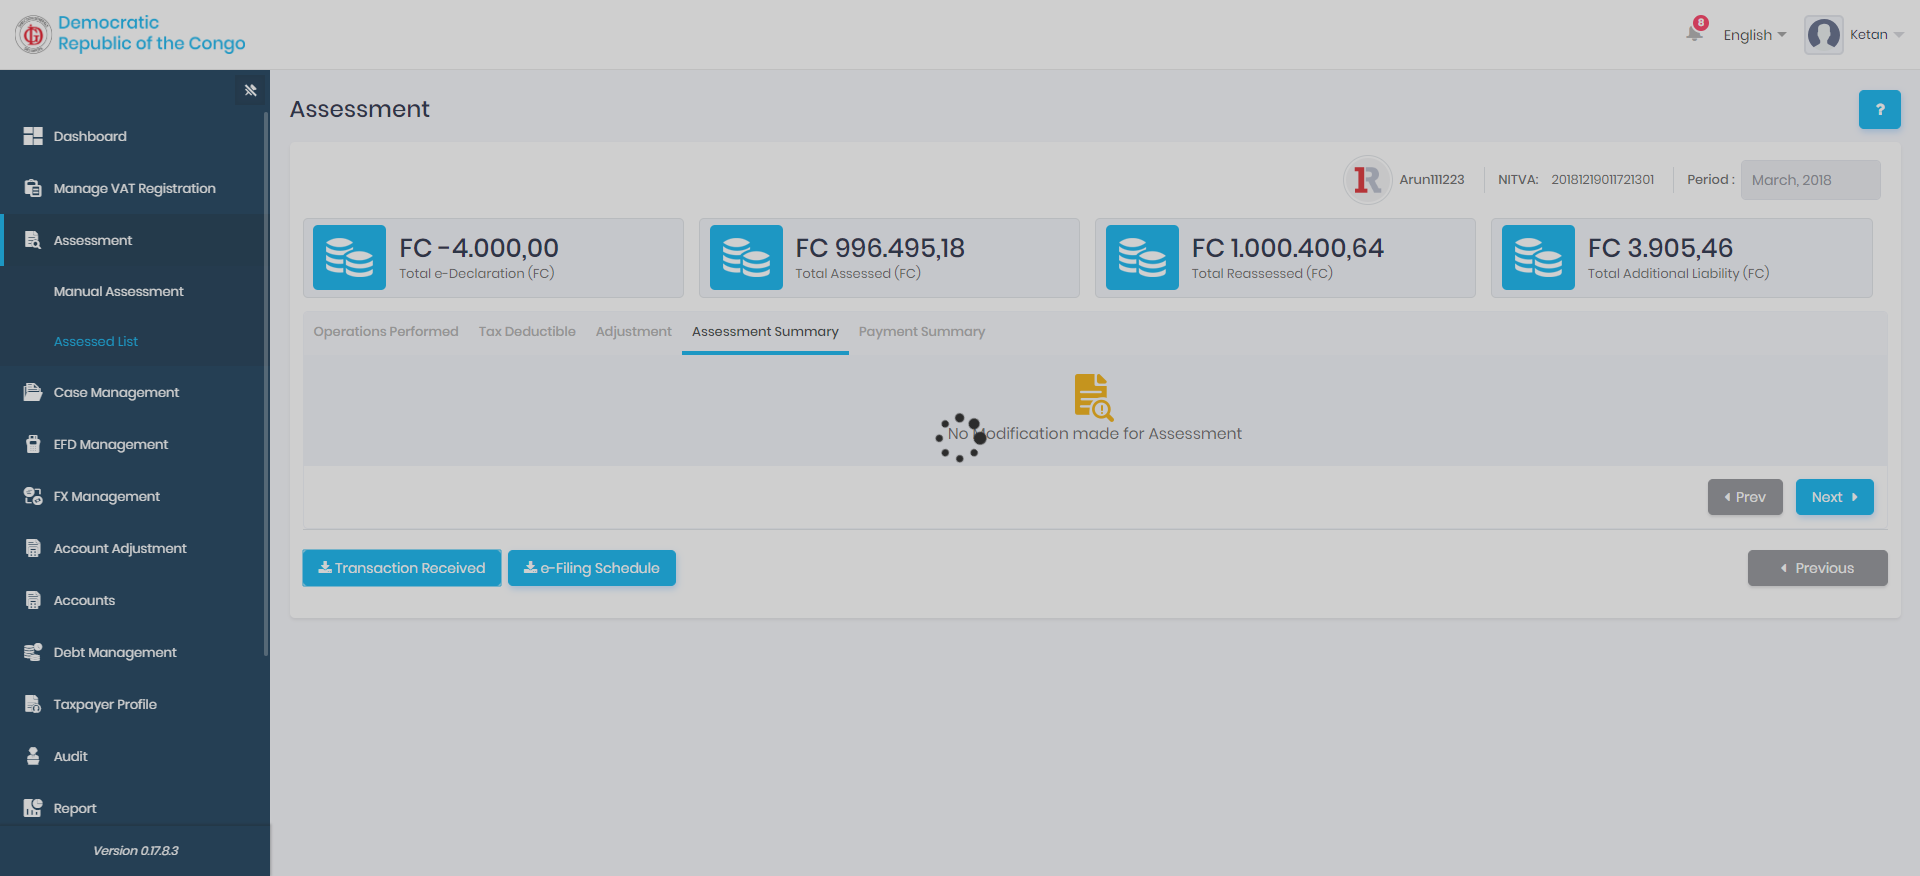 Democratic
Republic of the Congo
8
English
Ketan
Dashboard
Manage VAT Registration
Assessment
Manual Assessment
Assessed List
Case Management
EFD Management
FX Management
Account Adjustment
Accounts
Debt Management
Taxpayer Profile
Audit
Report
Version 0.17.8.3
Assessment
?
Arun111223
NITVA: 20181219011721301
Period : March, 2018
FC -4.000,00
Total e-Declaration (FC)
FC 996.495,18
Total Assessed (FC)
FC 1.000.400,64
Total Reassessed (FC)
FC 3.905,46
Total Additional Liability (FC)
Operations Performed Tax Deductible Adjustment Assessment Summary Payment Summary
No Modification made for Assessment
Prev Next
Transaction Received e-Filing Schedule Previous